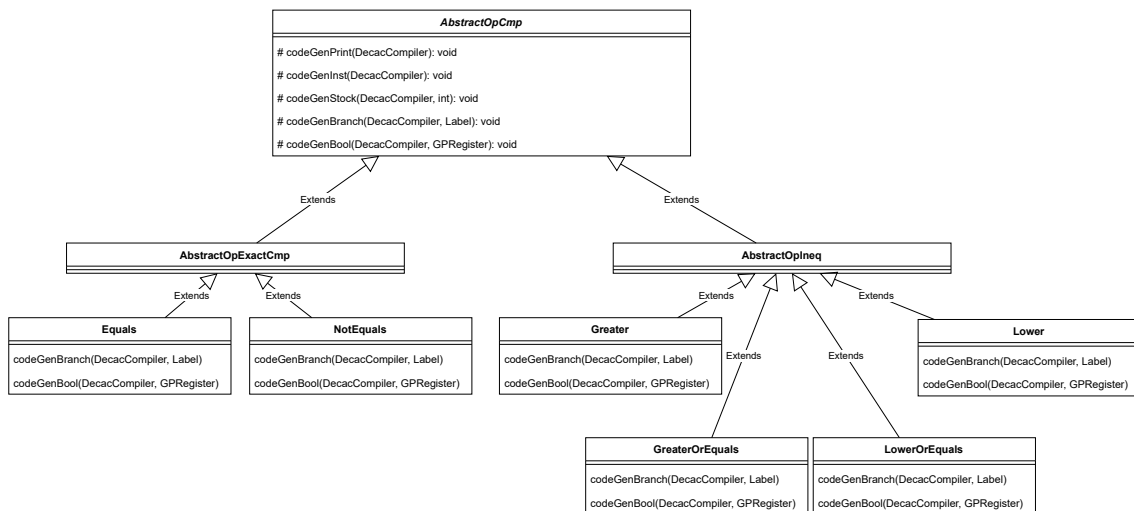 AbstractOpCmp
# codeGenPrint(DecacCompiler): void
# codeGenInst(DecacCompiler): void
# codeGenStock(DecacCompiler, int): void
# codeGenBranch(DecacCompiler, Label): void
# codeGenBool(DecacCompiler, GPRegister): void
Extends
Extends
AbstractOpExactCmp
AbstractOpIneq
Extends
Extends
Extends
Extends
Equals
codeGenBranch(DecacCompiler, Label)
codeGenBool(DecacCompiler, GPRegister)
NotEquals
codeGenBranch(DecacCompiler, Label)
codeGenBool(DecacCompiler, GPRegister)
Greater
codeGenBranch(DecacCompiler, Label)
codeGenBool(DecacCompiler, GPRegister)
Lower
codeGenBranch(DecacCompiler, Label)
codeGenBool(DecacCompiler, GPRegister)
Extends
Extends
GreaterOrEquals
codeGenBranch(DecacCompiler, Label)
codeGenBool(DecacCompiler, GPRegister)
LowerOrEquals
codeGenBranch(DecacCompiler, Label)
codeGenBool(DecacCompiler, GPRegister)